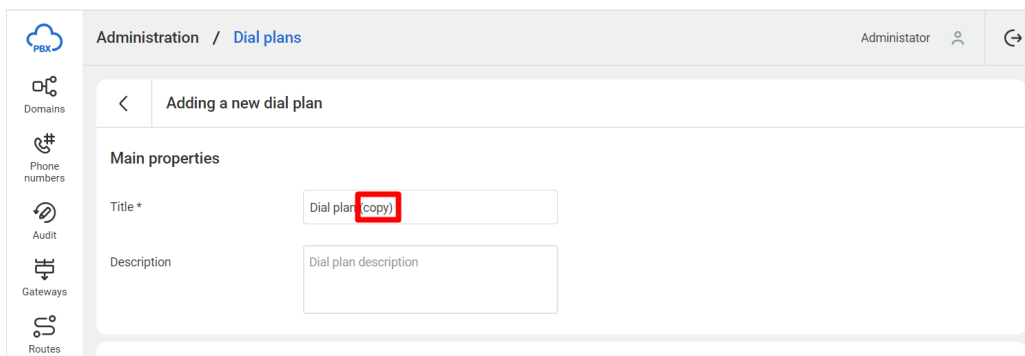 PBX
Administration / Dial plans
Administator
Domains
Adding a new dial plan
Phone
numbers
Main properties
Title *
Dial plan (copy)
Audit
Description
Dial plan description
Gateways
Routes